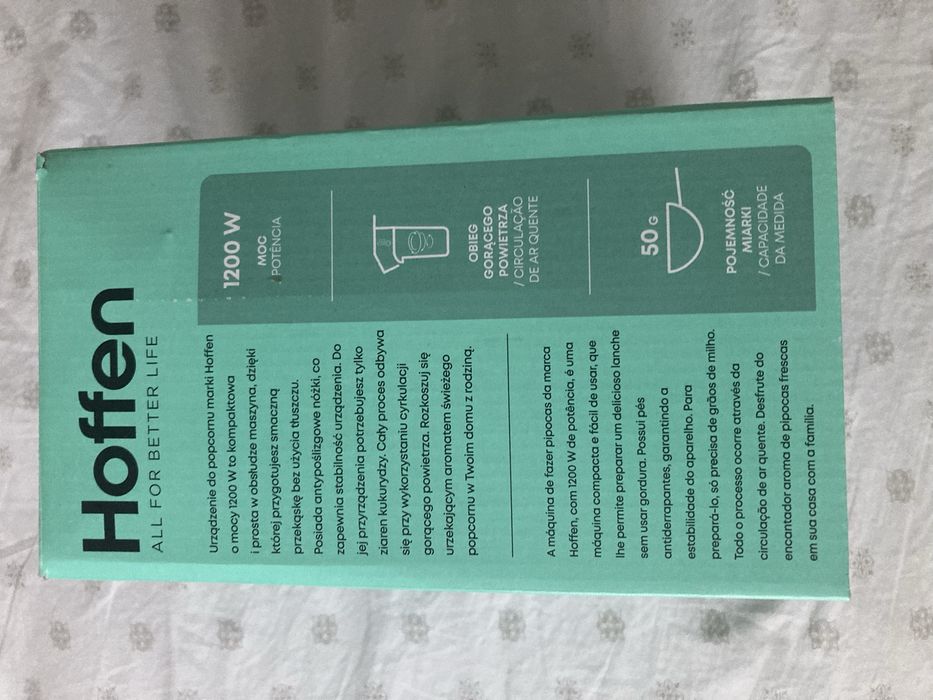 Hoffen
ALL FOR BETTER LIFE
Urządzenie do popcornu marki Hoffen
o mocy 1200 W to kompaktowa
i prosta w obsłudze maszyna, dzięki
której przygotujesz smaczną
przekąskę bez użycia tłuszczu.
Posiada antypoślizgowe nóżki, co
zapewnia stabilność urządzenia. Do
jej przyrządzenia potrzebujesz tylko
ziaren kukurydzy. Cały proces odbywa
się przy wykorzystaniu cyrkulacji
gorącego powietrza. Rozkoszuj się
urzekającym aromatem świeżego
popcornu w Twoim domu z rodziną.
A máquina de fazer pipocas da marca
Hoffen, com 1200 W de potência, é uma
máquina compacta e fácil de usar, que
lhe permite preparar um delicioso lanche
sem usar gordura. Possui pés
antiderrapantes, garantindo a
estabilidade do aparelho. Para
prepará-lo, só precisa de grãos de milho.
Todo o processo ocorre através da
circulação de ar quente. Desfrute do
encantador aroma de pipocas frescas
em sua casa com a família.
1200 W
MOC
/ POTÊNCIA
OBIEG
GORĄCEGO
POWIETRZA
/ CIRCULAÇÃO
DE AR QUENTE
50 G
POJEMNOŚĆ
MIARKI
/ CAPACIDADE
DA MEDIDA